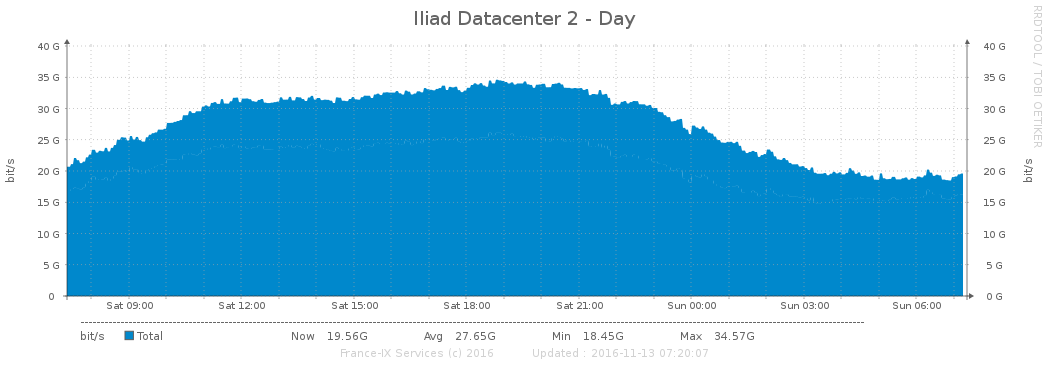 Iliad Datacenter 2 - Day
RRDTOOL / TOBI OETIKER
40 G 40 G
35 G 35 G
30 G 30 G
25 G 25 G
20 G 20 G
15 G 15 G
10 G 10 G
5 G 5 G
0 0 G
bit/s
bit/s
Sat 09:00 Sat 12:00 Sat 15:00 Sat 18:00 Sat 21:00 Sun 00:00 Sun 03:00 Sun 06:00
bit/s Total Now 19.56G Avg 27.65G Min 18.45G Max 34.57G
France-IX Services (c) 2016 Updated : 2016-11-13 07:20:07